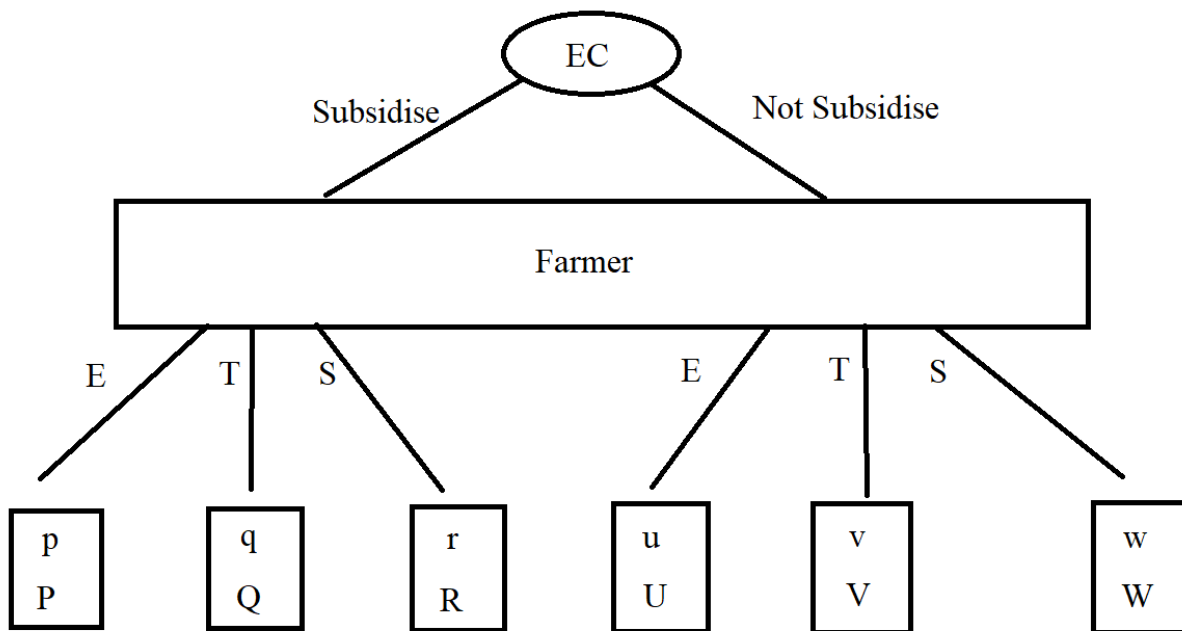 EC
Subsidise
Not Subsidise
Farmer
E T S E T S
p q r u v w
P Q R U V W